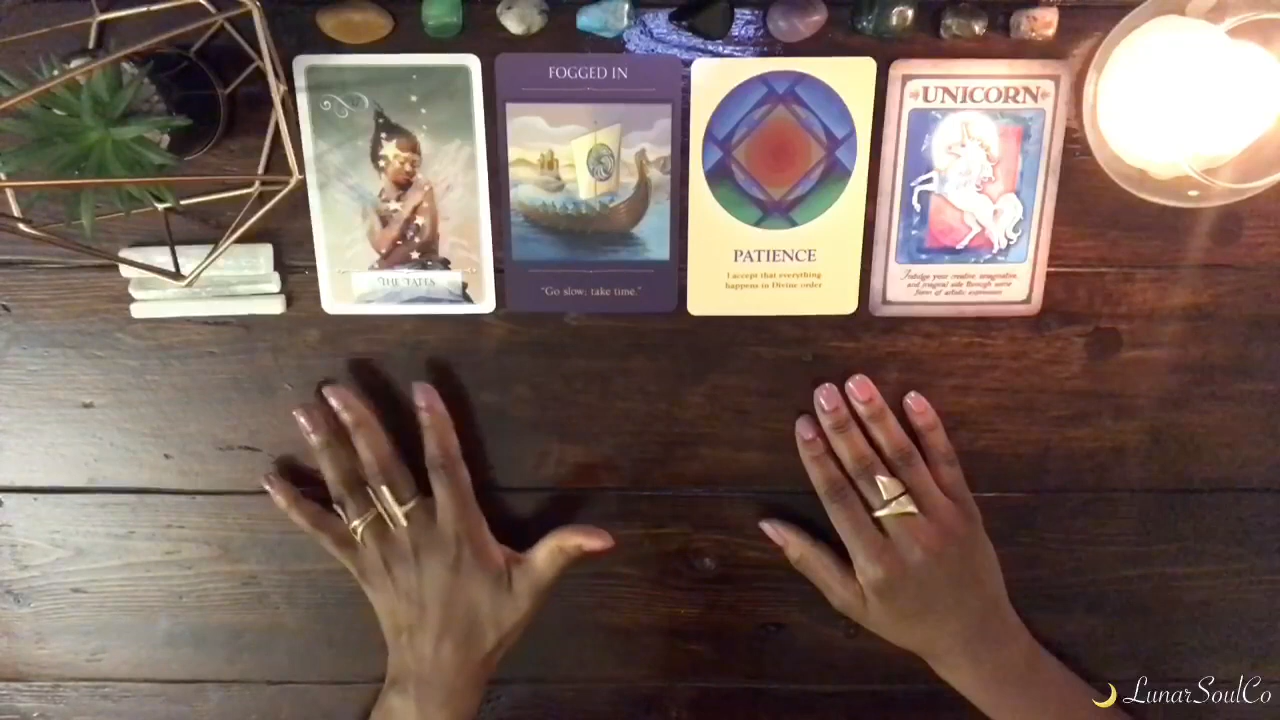 THE FATES
FOGGED IN
"Go slow; take time."
PATIENCE
I accept that everything
happens in Divine order
UNICORN
Indulge your creative, imaginative,
and magical side through some
form of artistic expression
LunarSoulCo